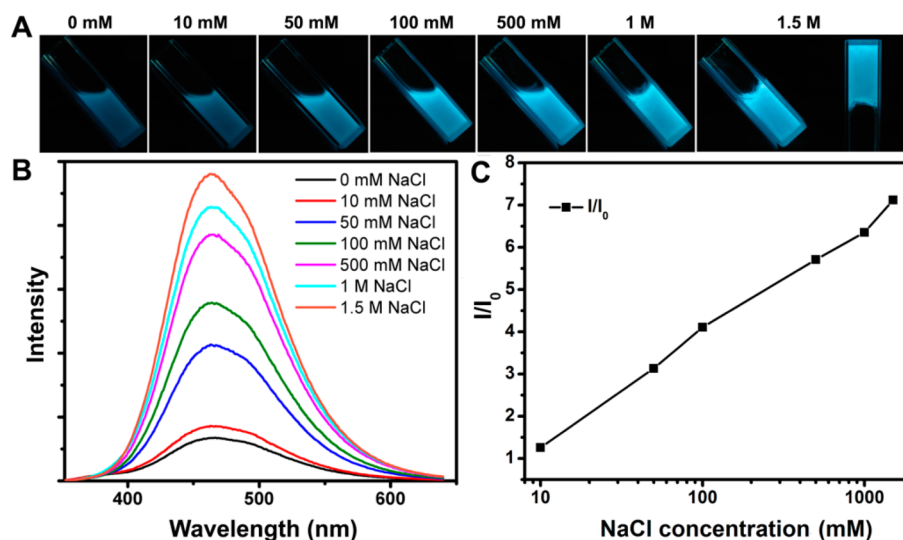 0 mM 10 mM 50 mM 100 mM 500 mM 1 M 1.5 M
A
B
0 mM NaCl
10 mM NaCl
50 mM NaCl
100 mM NaCl
500 mM NaCl
1 M NaCl
1.5 M NaCl
Intensity
400 500 600
Wavelength (nm)
C
I/I₀
8
7
6
5
4
3
2
1
I/I₀
10 100 1000
NaCl concentration (mM)